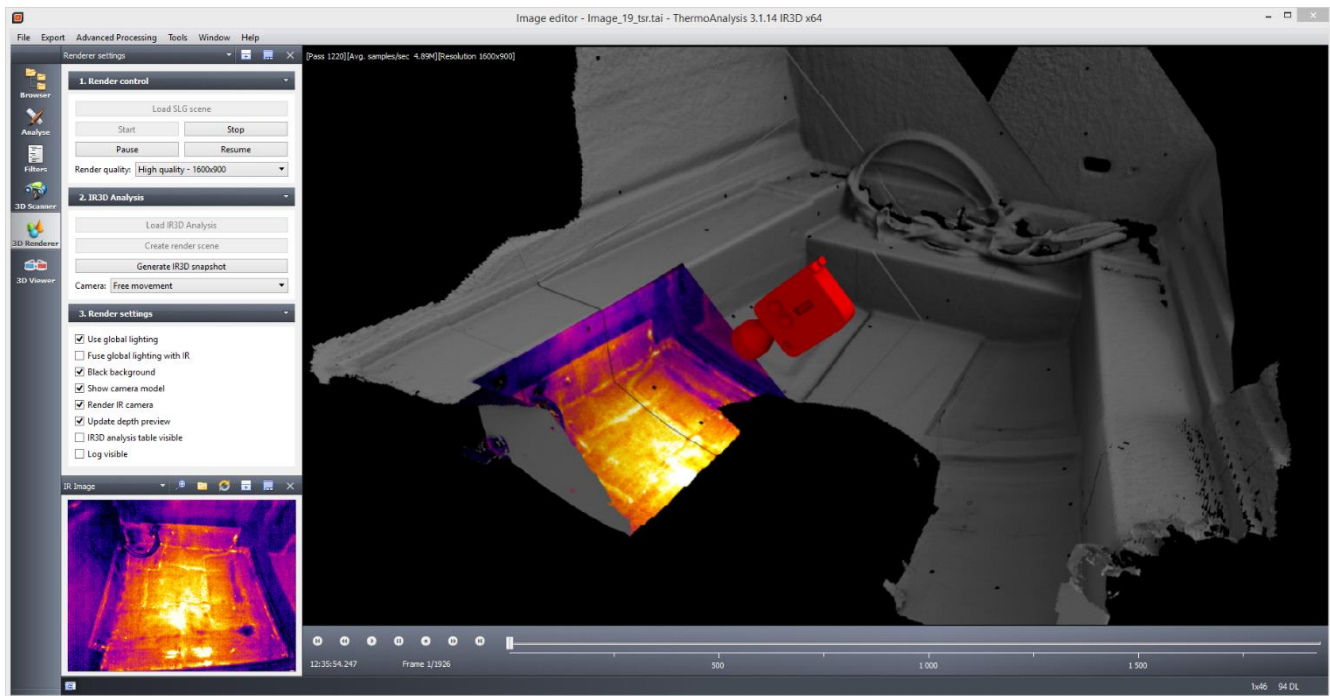 Image editor - Image_19_tsr.tai - ThermoAnalysis 3.1.14 IR3D x64
File Export Advanced Processing Tools Window Help
Renderer settings
[Pass 1220][Avg. samples/sec 4.89M][Resolution 1600x900]
Browser
Analyse
Filters
3D Scanner
3D Renderer
3D Viewer
1. Render control
Load SLG scene
Start Stop
Pause Resume
Render quality: High quality - 1600x900
2. IR3D Analysis
Load IR3D Analysis
Create render scene
Generate IR3D snapshot
Camera: Free movement
3. Render settings
Use global lighting
Fuse global lighting with IR
Black background
Show camera model
Render IR camera
Update depth preview
IR3D analysis table visible
Log visible
IR Image
12:35:54.247 Frame 1/1926
500 1 000 1 500
1x46 94 DL